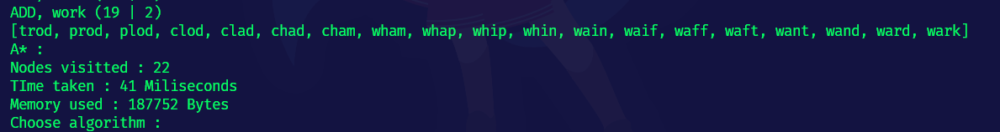 ADD, work (19 | 2)
[trod, prod, plod, clod, clad, chad, cham, wham, whap, whip, whin, wain, waif, waff, waft, want, wand, ward, wark]
A* :
Nodes visitted : 22
TIme taken : 41 Miliseconds
Memory used : 187752 Bytes
Choose algorithm :